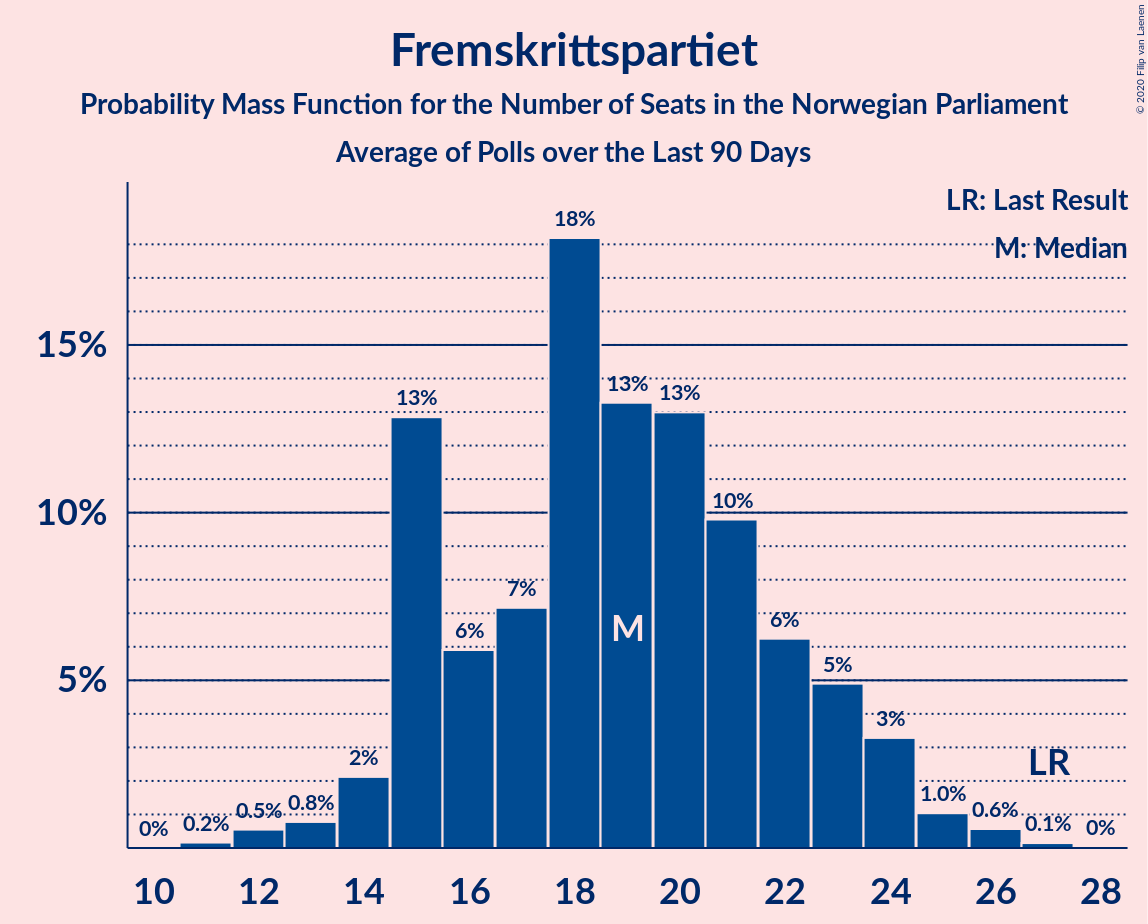 Fremskrittspartiet
Probability Mass Function for the Number of Seats in the Norwegian Parliament
Average of Polls over the Last 90 Days
© 2020 Filip van Laenen
LR: Last Result
M: Median
15%
10%
5%
0%
0.2%
0.5%
0.8%
2%
13%
6%
7%
18%
13%
13%
10%
6%
5%
3%
1.0%
0.6%
0.1%
0%
M
LR
10 12 14 16 18 20 22 24 26 28